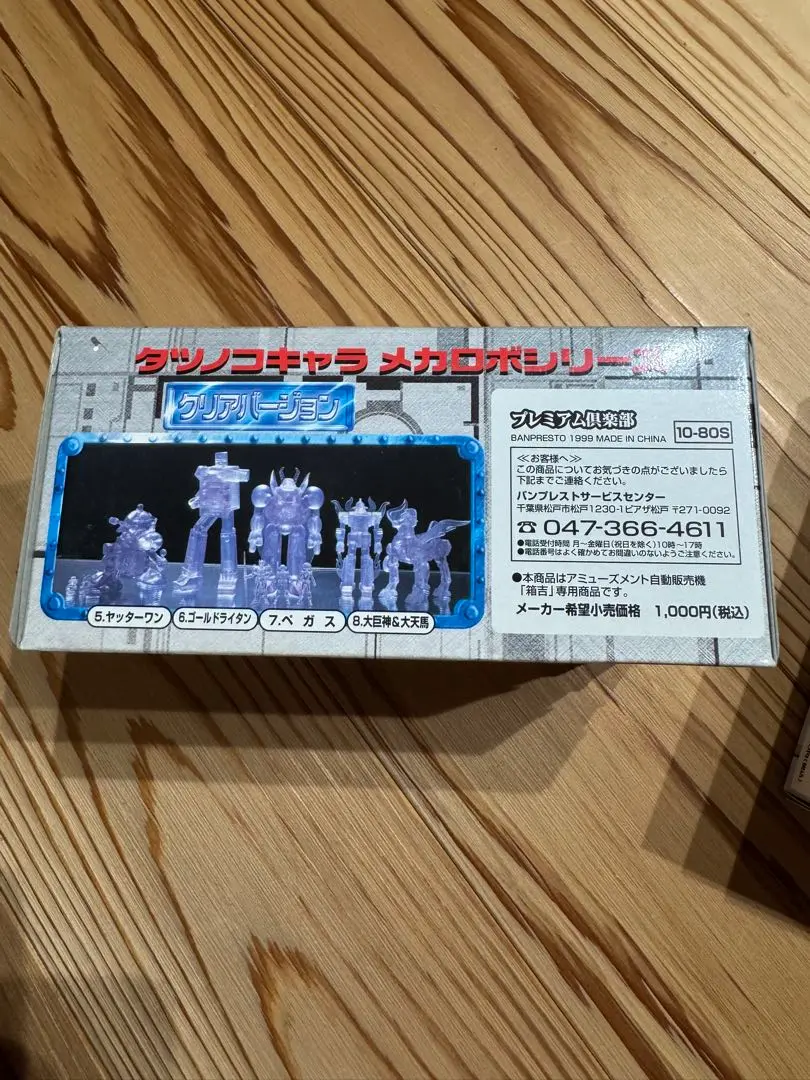 タツノコキャラ メカロボシリーズ
クリアバージョン
5.ヤッターワン
6.ゴールドライタン
7.ペガス
8.大巨神&大天馬
プレミアム倶楽部
BANPRESTO 1999 MADE IN CHINA
10-80S
≪お客様へ≫
この商品についてお気づきの点がございましたら
下記までご連絡ください。
バンプレストサービスセンター
千葉県松戸市松戸1230-1ピアザ松戸 〒271-0092
☎ 047-366-4611
●電話受付時間 月〜金曜日(祝日を除く)10時〜17時
●電話番号はよく確かめてお間違いのないようご注意ください。
●本商品はアミューズメント自動販売機
「箱吉」専用商品です。
メーカー希望小売価格 1,000円(税込)